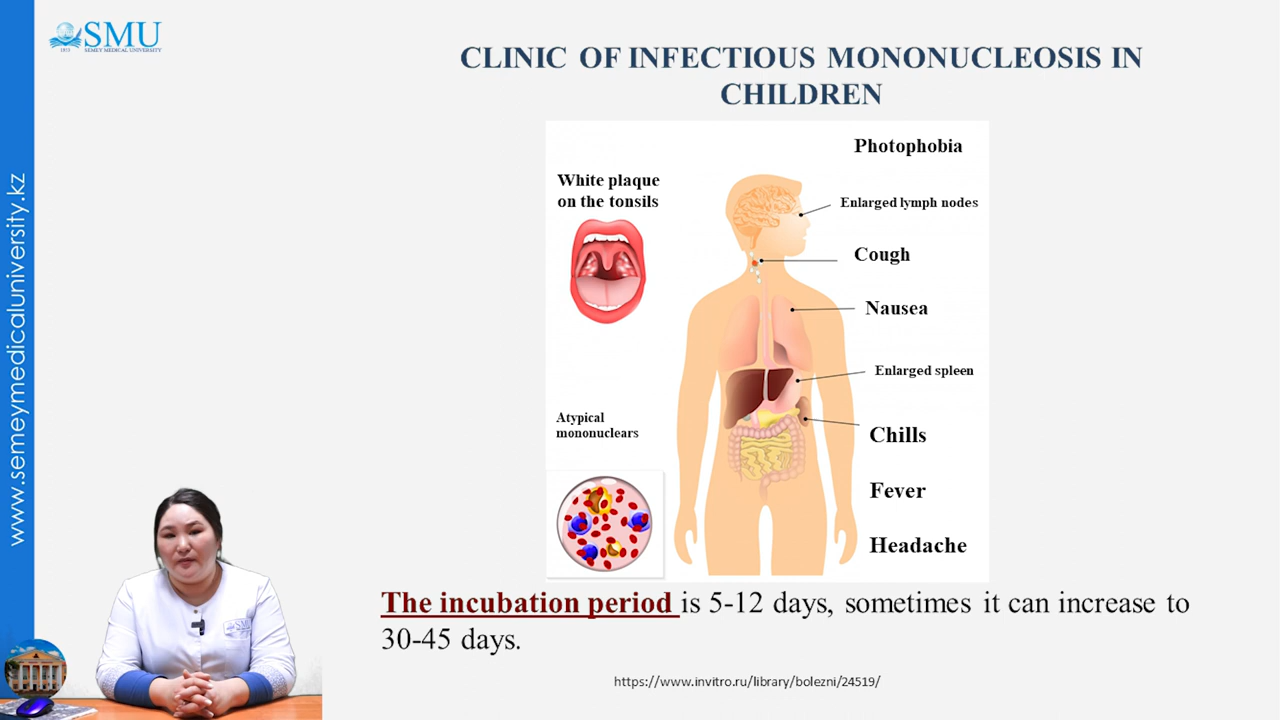 SMU
1953
SEMEY MEDICAL UNIVERSITY
www.semeymedicaluniversity.kz
CLINIC OF INFECTIOUS MONONUCLEOSIS IN
CHILDREN
White plaque
on the tonsils
Photophobia
Enlarged lymph nodes
Cough
Nausea
Enlarged spleen
Atypical
mononuclears
Chills
Fever
Headache
SMU
The incubation period is 5-12 days, sometimes it can increase to
30-45 days.
https://www.invitro.ru/library/bolezni/24519/